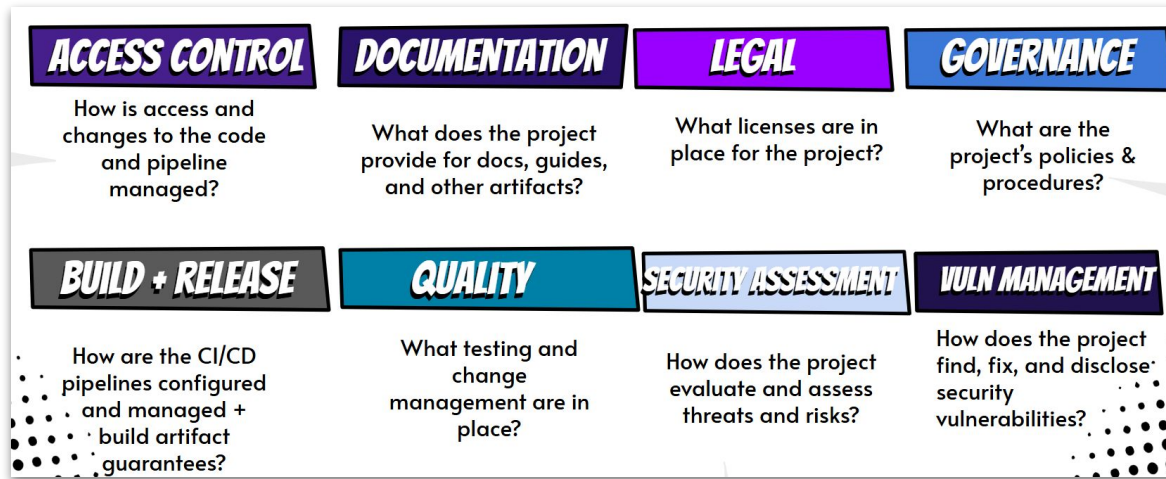 ACCESS CONTROL
How is access and
changes to the code
and pipeline
managed?
DOCUMENTATION
What does the project
provide for docs, guides,
and other artifacts?
LEGAL
What licenses are in
place for the project?
GOVERNANCE
What are the
project's policies &
procedures?
BUILD + RELEASE
How are the CI/CD
pipelines configured
and managed +
build artifact
guarantees?
QUALITY
What testing and
change
management are in
place?
SECURITY ASSESSMENT
How does the project
evaluate and assess
threats and risks?
VULN MANAGEMENT
How does the project
find, fix, and disclose
security
vulnerabilities?